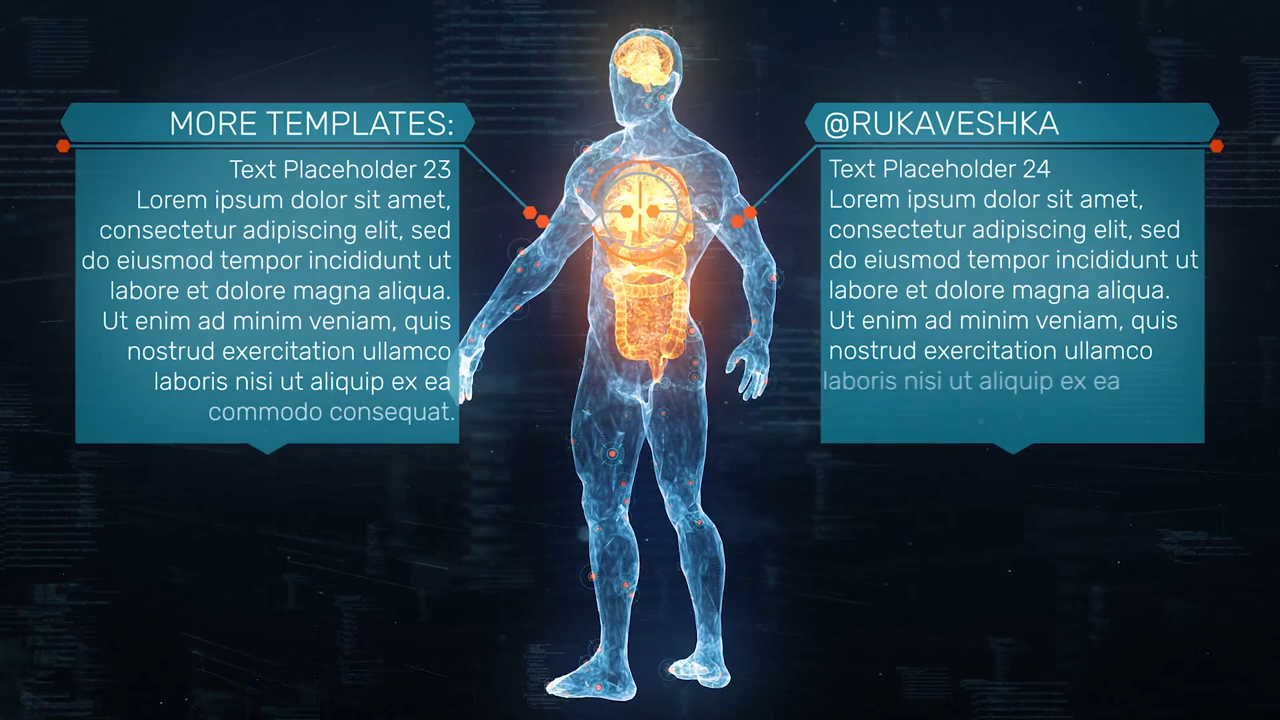 MORE TEMPLATES:
Text Placeholder 23
Lorem ipsum dolor sit amet,
consectetur adipiscing elit, sed
do eiusmod tempor incididunt ut
labore et dolore magna aliqua.
Ut enim ad minim veniam, quis
nostrud exercitation ullamco
laboris nisi ut aliquip ex ea
commodo consequat.
@RUKAVESHKA
Text Placeholder 24
Lorem ipsum dolor sit amet,
consectetur adipiscing elit, sed
do eiusmod tempor incididunt ut
labore et dolore magna aliqua.
Ut enim ad minim veniam, quis
nostrud exercitation ullamco
laboris nisi ut aliquip ex ea